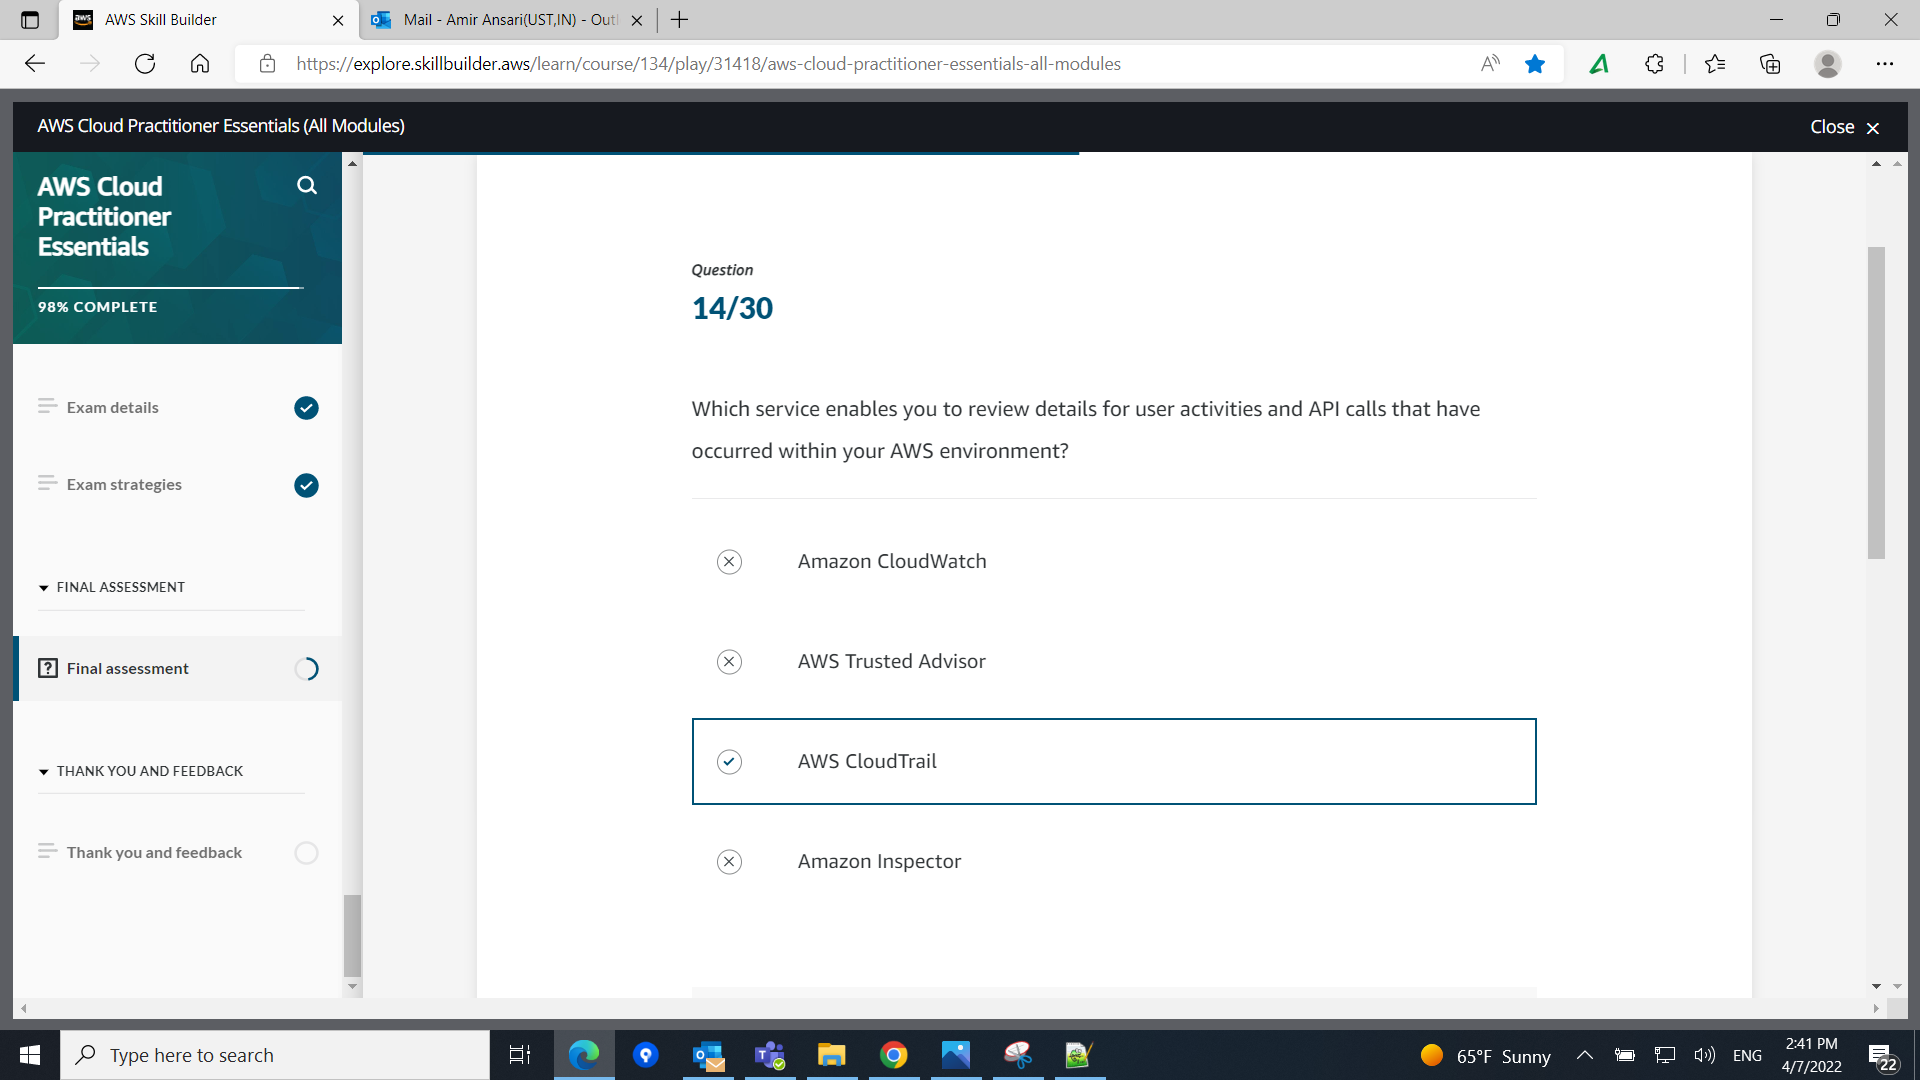 AWS Skill Builder
Mail - Amir Ansari(UST,IN) - Outl
https://explore.skillbuilder.aws/learn/course/134/play/31418/aws-cloud-practitioner-essentials-all-modules
AWS Cloud Practitioner Essentials (All Modules)
Close
AWS Cloud
Practitioner
Essentials
98% COMPLETE
Exam details
Exam strategies
FINAL ASSESSMENT
Final assessment
THANK YOU AND FEEDBACK
Thank you and feedback
Question
14/30
Which service enables you to review details for user activities and API calls that have
occurred within your AWS environment?
Amazon CloudWatch
AWS Trusted Advisor
AWS CloudTrail
Amazon Inspector
Type here to search
65°F Sunny
ENG
2:41 PM
4/7/2022
22